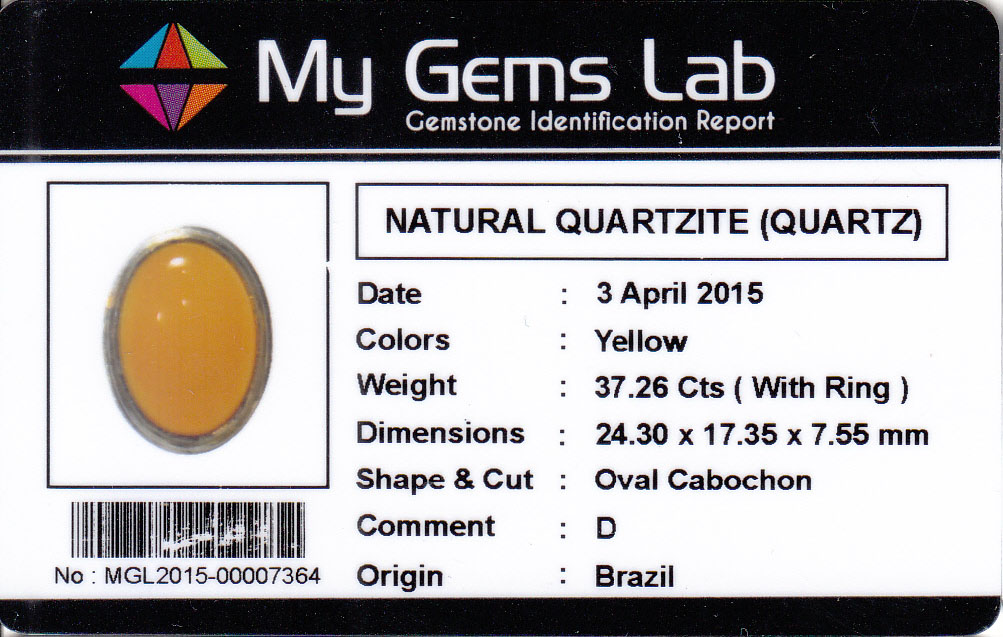 My Gems Lab
Gemstone Identification Report
NATURAL QUARTZITE (QUARTZ)
Date : 3 April 2015
Colors : Yellow
Weight : 37.26 Cts ( With Ring )
Dimensions : 24.30 x 17.35 x 7.55 mm
Shape & Cut : Oval Cabochon
Comment : D
Origin : Brazil
No : MGL2015-00007364